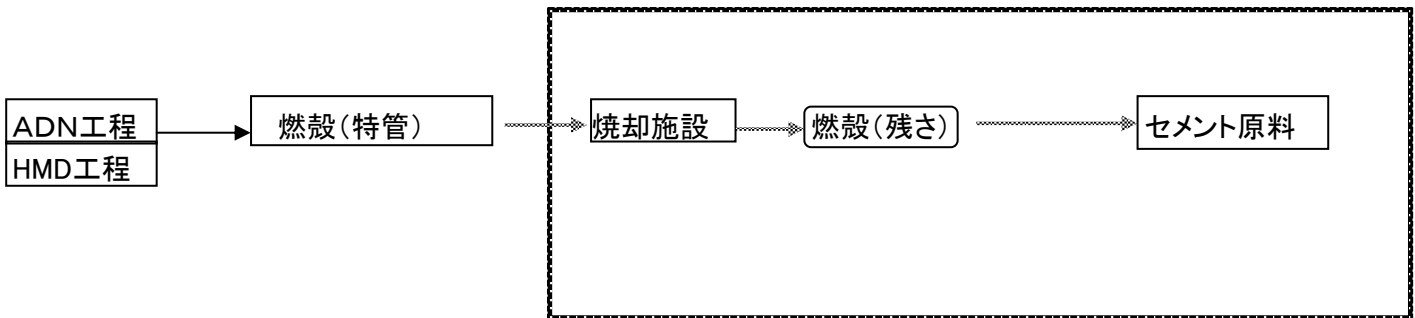 ADN工程
HMD工程
燃殻（特管）
焼却施設
燃殻（残さ）
セメント原料